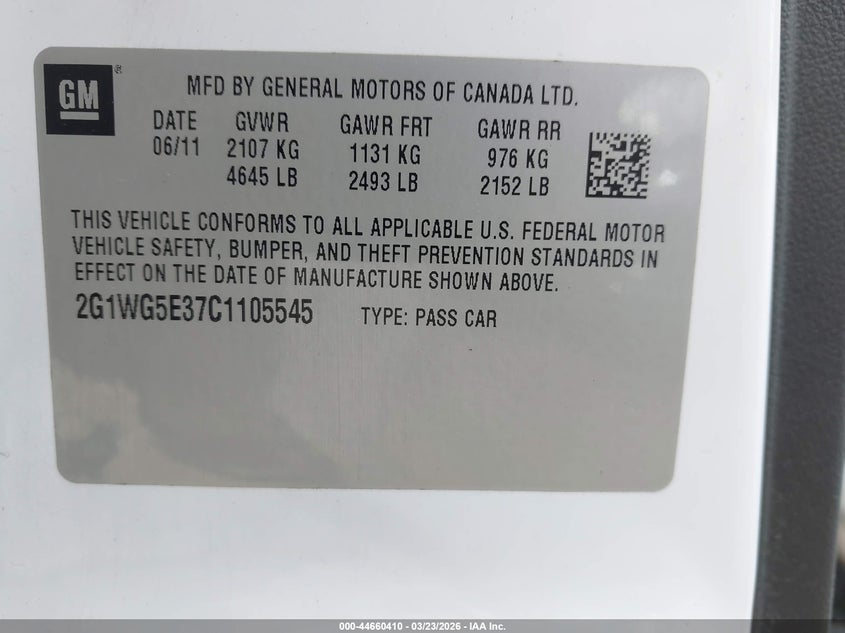 GM®
MFD BY GENERAL MOTORS OF CANADA LTD.
DATE GVWR GAWR FRT GAWR RR
06/11 2107 KG 1131 KG 976 KG
4645 LB 2493 LB 2152 LB
THIS VEHICLE CONFORMS TO ALL APPLICABLE U.S. FEDERAL MOTOR
VEHICLE SAFETY, BUMPER, AND THEFT PREVENTION STANDARDS IN
EFFECT ON THE DATE OF MANUFACTURE SHOWN ABOVE.
2G1WG5E37C1105545 TYPE: PASS CAR
000-44660410 - 03/23/2026 - IAA Inc.